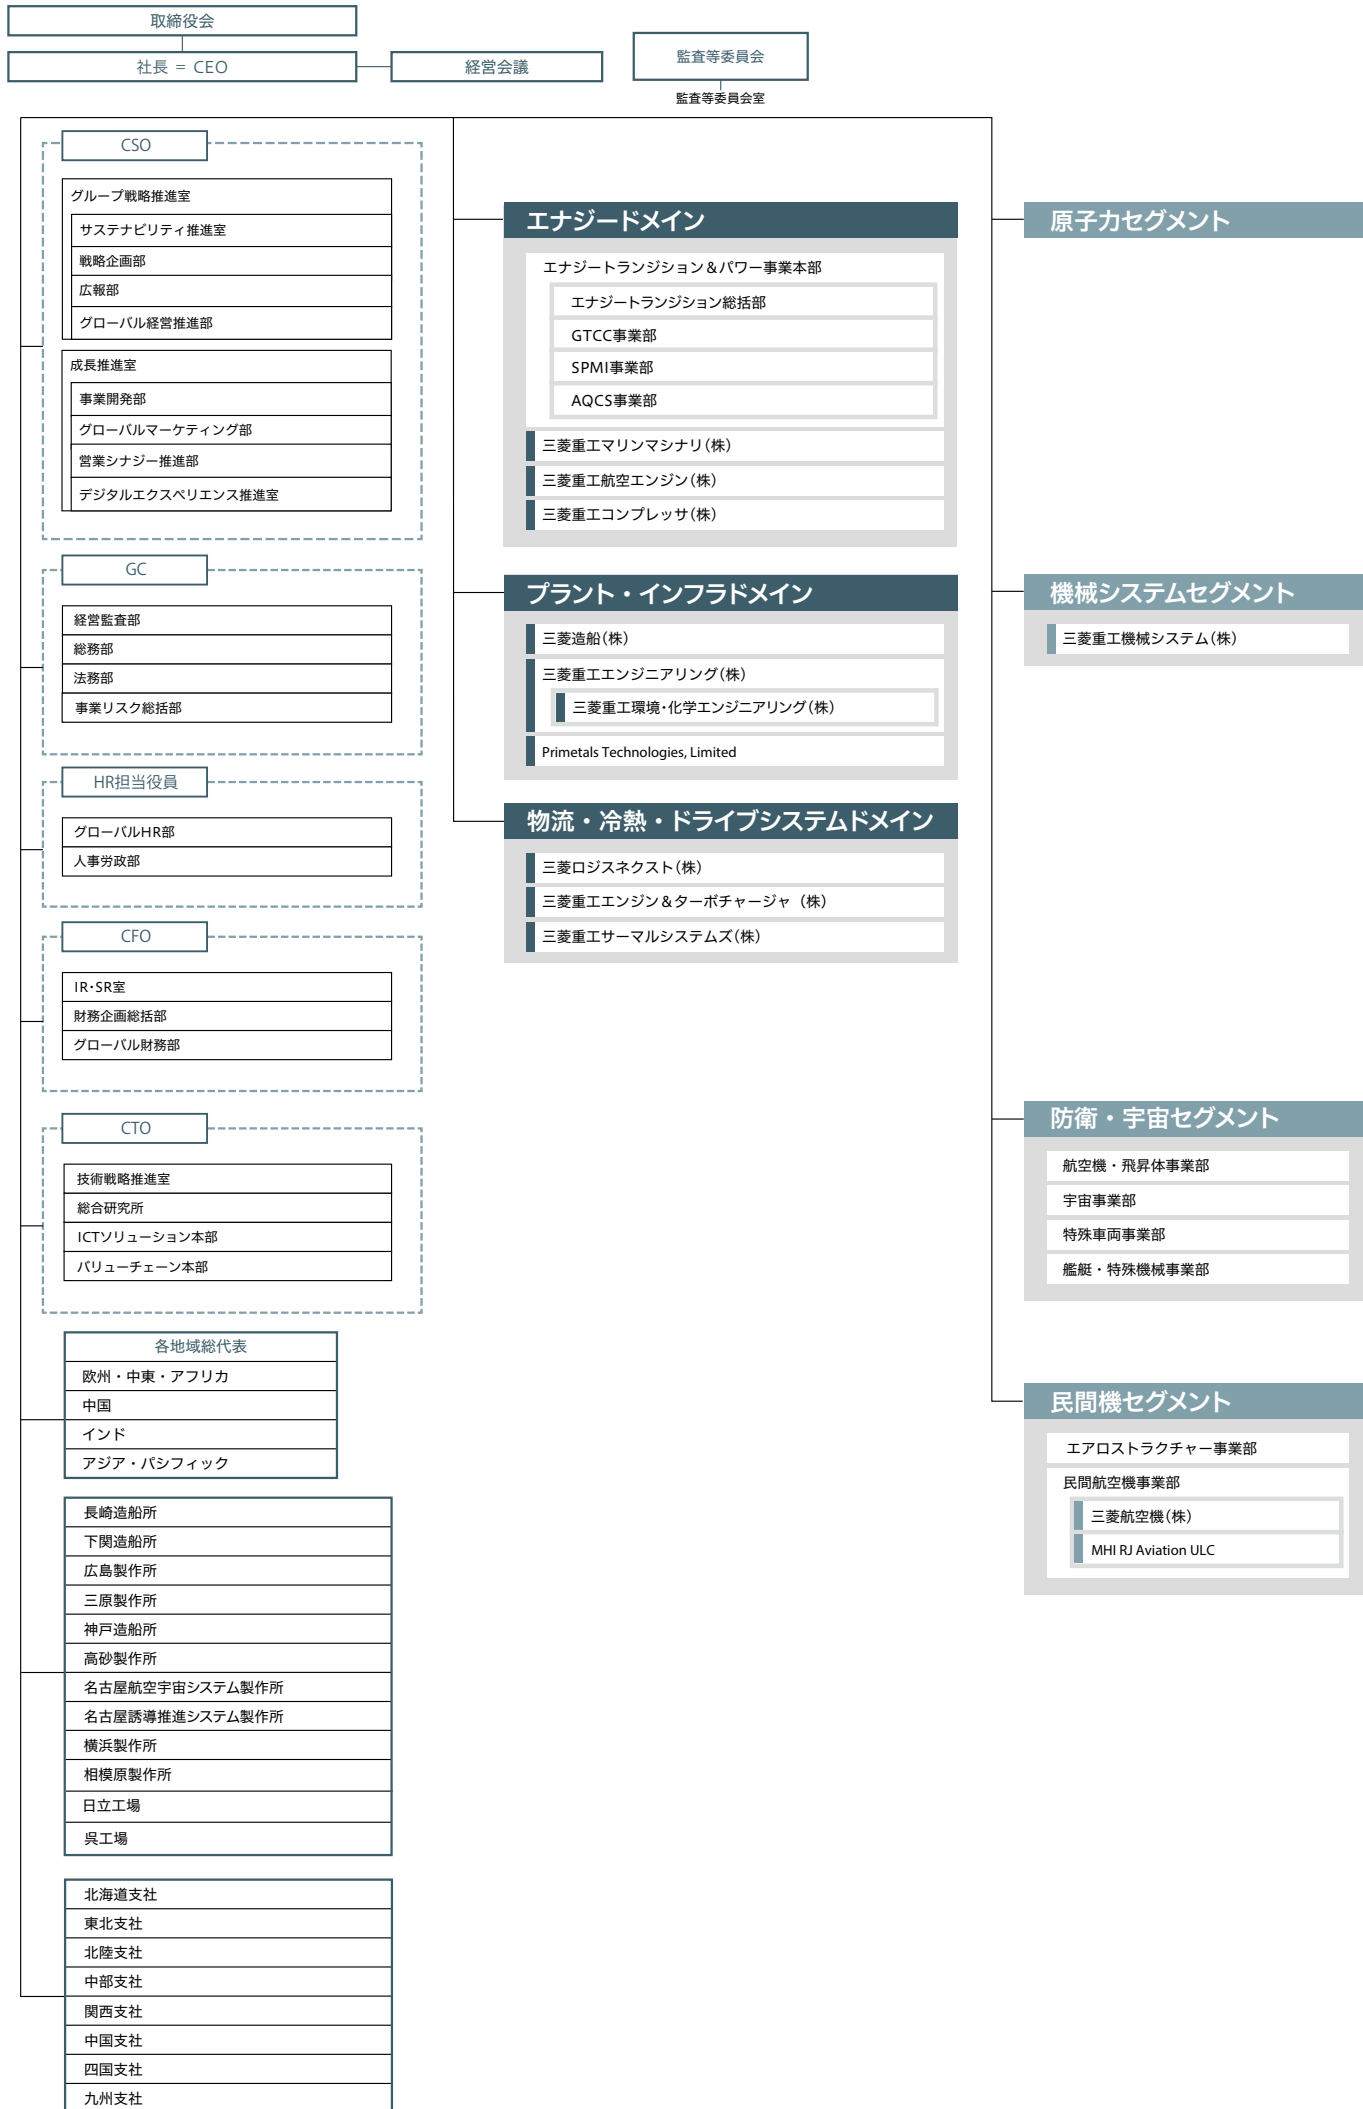 取締役会
社長 = CEO
経営会議
監査等委員会
監査等委員会室
CSO
グループ戦略推進室
サステナビリティ推進室
戦略企画部
広報部
グローバル経営推進部
成長推進室
事業開発部
グローバルマーケティング部
営業シナジー推進部
デジタルエクスペリエンス推進室
GC
経営監査部
総務部
法務部
事業リスク総括部
HR担当役員
グローバルHR部
人事労政部
CFO
IR・SR室
財務企画総括部
グローバル財務部
CTO
技術戦略推進室
総合研究所
ICTソリューション本部
バリューチェーン本部
各地域総代表
欧州・中東・アフリカ
中国
インド
アジア・パシフィック
長崎造船所
下関造船所
広島製作所
三原製作所
神戸造船所
高砂製作所
名古屋航空宇宙システム製作所
名古屋誘導推進システム製作所
横浜製作所
相模原製作所
日立工場
呉工場
北海道支社
東北支社
北陸支社
中部支社
関西支社
中国支社
四国支社
九州支社
エナジードメイン
エナジートランジション&パワー事業本部
エナジートランジション総括部
GTCC事業部
SPMI事業部
AQCS事業部
三菱重工マリンマシナリ(株)
三菱重工航空エンジン(株)
三菱重工コンプレッサ(株)
プラント・インフラドメイン
三菱造船(株)
三菱重工エンジニアリング(株)
三菱重工環境・化学エンジニアリング(株)
Primetals Technologies, Limited
物流・冷熱・ドライブシステムドメイン
三菱ロジスネクスト(株)
三菱重工エンジン&ターボチャージャ (株)
三菱重工サーマルシステムズ(株)
原子力セグメント
機械システムセグメント
三菱重工機械システム(株)
防衛・宇宙セグメント
航空機・飛昇体事業部
宇宙事業部
特殊車両事業部
艦艇・特殊機械事業部
民間機セグメント
エアロストラクチャー事業部
民間航空機事業部
三菱航空機(株)
MHI RJ Aviation ULC